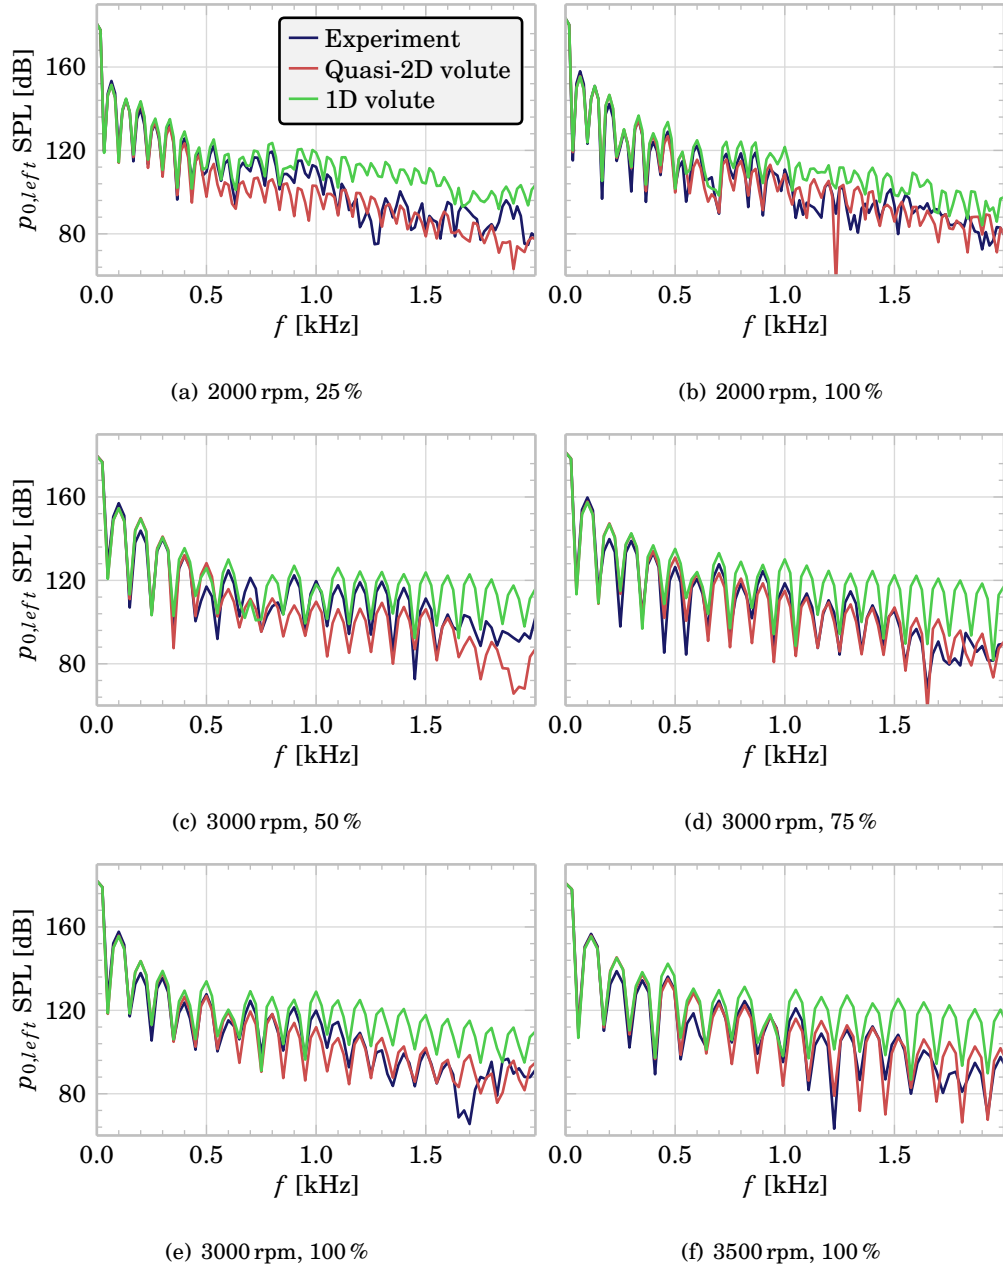 Experiment
Quasi-2D volute
1D volute
p0,left SPL [dB]
160
120
80
0.0 0.5 1.0 1.5
f [kHz]
0.0 0.5 1.0 1.5
f [kHz]
(a) 2000 rpm, 25 %
(b) 2000 rpm, 100 %
p0,left SPL [dB]
160
120
80
0.0 0.5 1.0 1.5
f [kHz]
0.0 0.5 1.0 1.5
f [kHz]
(c) 3000 rpm, 50 %
(d) 3000 rpm, 75 %
p0,left SPL [dB]
160
120
80
0.0 0.5 1.0 1.5
f [kHz]
0.0 0.5 1.0 1.5
f [kHz]
(e) 3000 rpm, 100 %
(f) 3500 rpm, 100 %